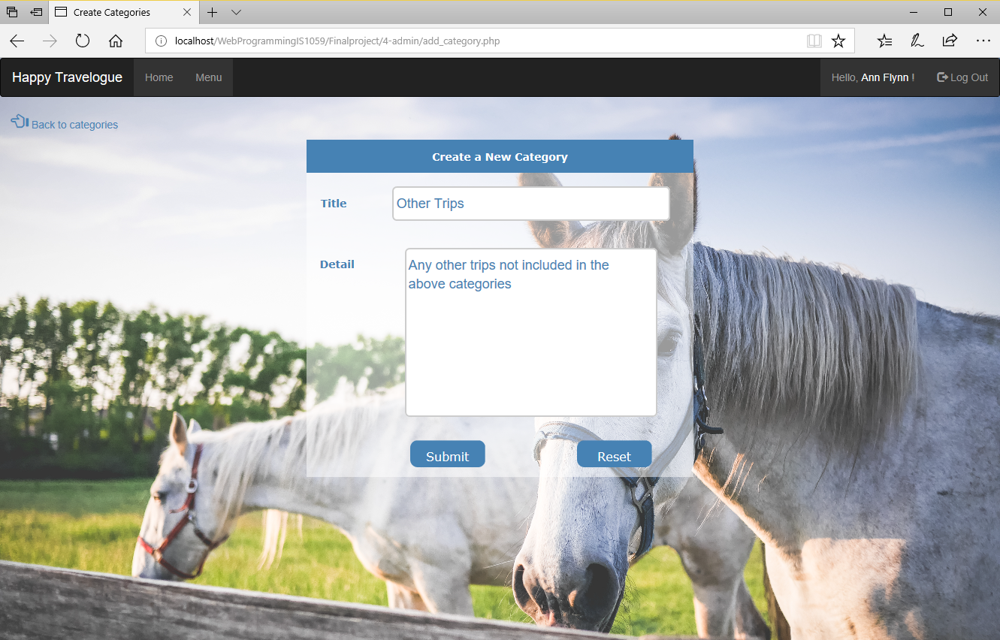 Create Categories
localhost/WebProgrammingIS1059/Finalproject/4-admin/add_category.php
Happy Travelogue Home Menu Hello, Ann Flynn ! Log Out
Back to categories
Create a New Category
Title Other Trips
Detail Any other trips not included in the
above categories
Submit Reset